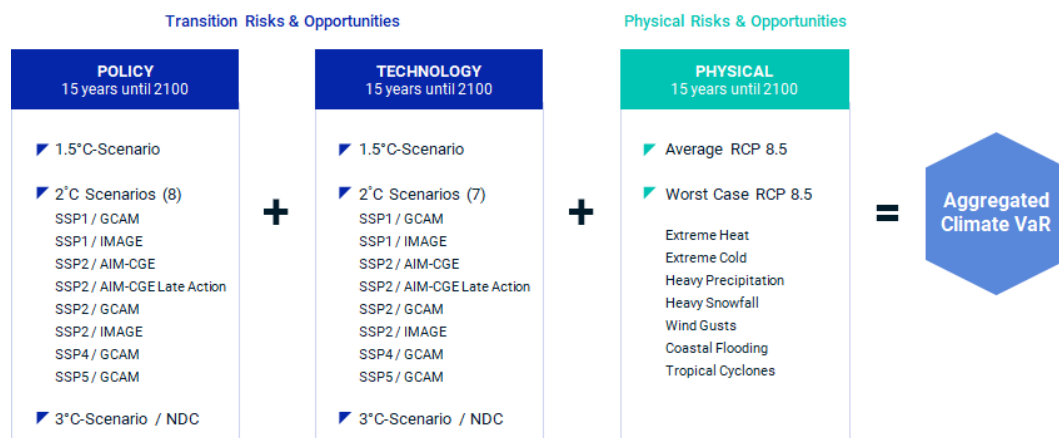 Transition Risks & Opportunities
Physical Risks & Opportunities
POLICY
15 years until 2100
1.5°C-Scenario
2°C Scenarios (8)
SSP1 / GCAM
SSP1 / IMAGE
SSP2 / AIM-CGE
SSP2 / AIM-CGE Late Action
SSP2 / GCAM
SSP2 / IMAGE
SSP4 / GCAM
SSP5 / GCAM
3°C-Scenario / NDC
+
TECHNOLOGY
15 years until 2100
1.5°C-Scenario
2°C Scenarios (7)
SSP1 / GCAM
SSP1 / IMAGE
SSP2 / AIM-CGE
SSP2 / AIM-CGE Late Action
SSP2 / GCAM
SSP2 / IMAGE
SSP4 / GCAM
SSP5 / GCAM
3°C-Scenario / NDC
+
PHYSICAL
15 years until 2100
Average RCP 8.5
Worst Case RCP 8.5
Extreme Heat
Extreme Cold
Heavy Precipitation
Heavy Snowfall
Wind Gusts
Coastal Flooding
Tropical Cyclones
=
Aggregated
Climate VaR